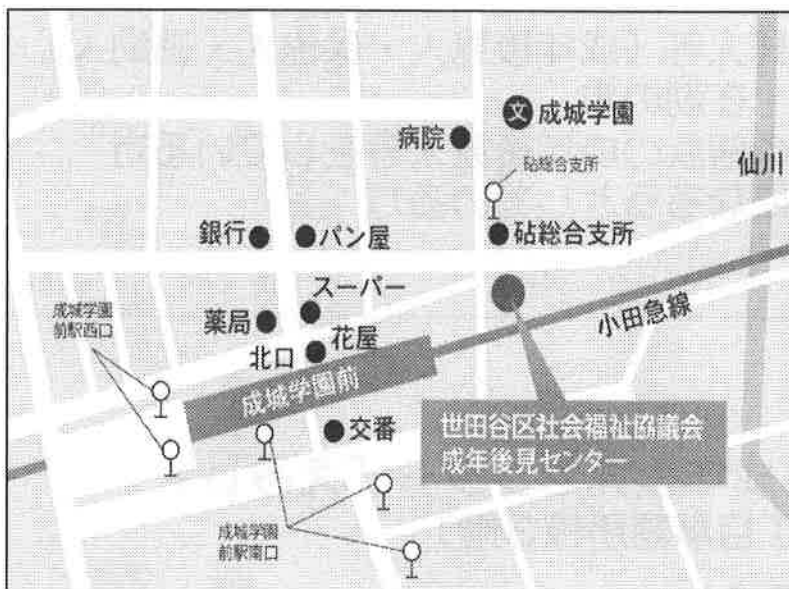 文 成城学園
病院
砧総合支所
仙川
銀行
パン屋
砧総合支所
スーパー
成城学園
前駅西口
薬局
花屋
小田急線
北口
成城学園前
世田谷区社会福祉協議会
成年後見センター
交番
成城学園
前駅南口